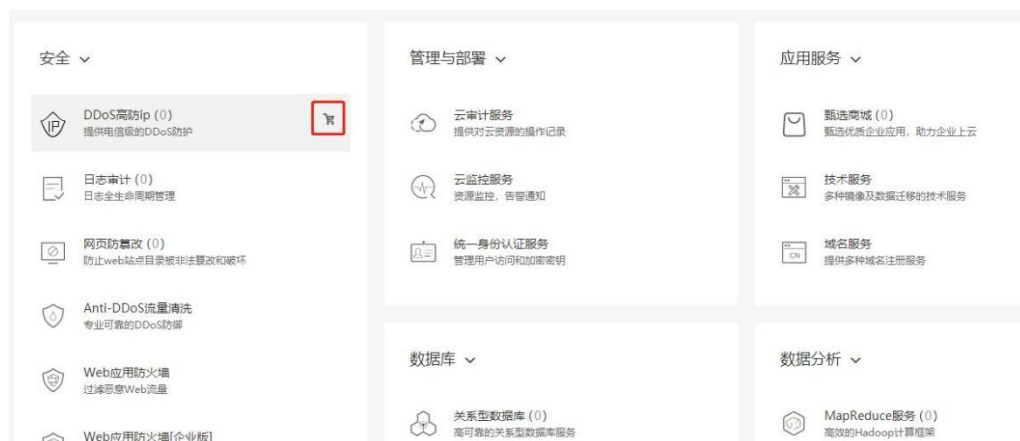 安全
DDoS高防ip (0)
提供电信级的DDoS防护
日志审计 (0)
日志全生命周期管理
网页防篡改 (0)
防止web站点目录被非法篡改和破坏
Anti-DDoS流量清洗
专业可靠的DDoS防御
Web应用防火墙
过滤恶意Web流量
Web应用防火墙[企业版]
管理与部署
云审计服务
提供对云资源的操作记录
云监控服务
资源监控，告警通知
统一身份认证服务
管理用户访问和加密密钥
数据库
关系型数据库 (0)
高可靠的关系型数据库服务
应用服务
甄选商城 (0)
甄选优质企业应用，助力企业上云
技术服务
多种镜像及数据迁移的技术服务
域名服务
提供多种域名注册服务
数据分析
MapReduce服务 (0)
高效的Hadoop计算框架
IP
CN